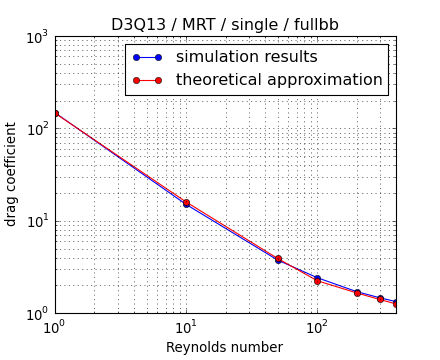 D3Q13 / MRT / single / fullbb
simulation results
theoretical approximation
drag coefficient
10³
10²
10¹
10⁰
10⁰ 10¹ 10²
Reynolds number